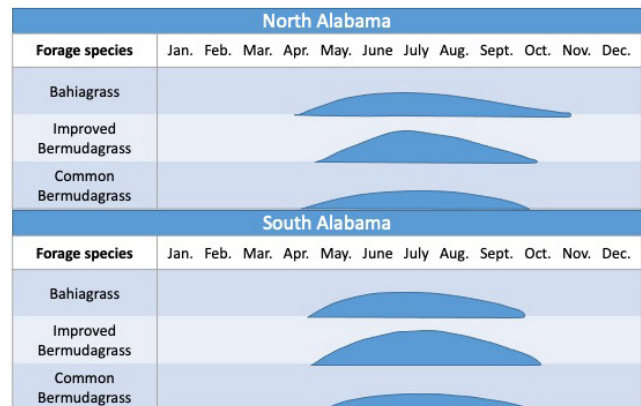 North Alabama
Forage species Jan. Feb. Mar. Apr. May. June July Aug. Sept. Oct. Nov. Dec.
Bahiagrass
Improved
Bermudagrass
Common
Bermudagrass
South Alabama
Forage species Jan. Feb. Mar. Apr. May. June July Aug. Sept. Oct. Nov. Dec.
Bahiagrass
Improved
Bermudagrass
Common
Bermudagrass